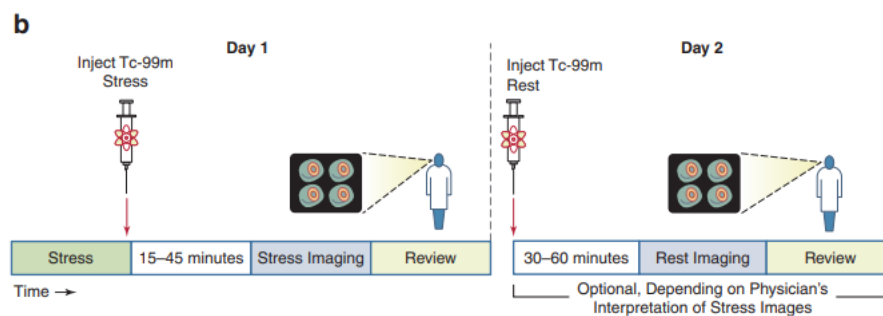 b
Day 1
Day 2
Inject Tc-99m
Stress
Inject Tc-99m
Rest
Stress
15–45 minutes
Stress Imaging
Review
30–60 minutes
Rest Imaging
Review
Time →
Optional, Depending on Physician's
Interpretation of Stress Images